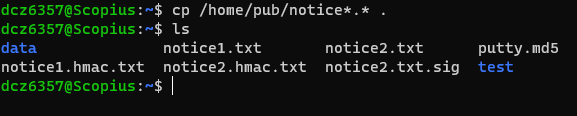 dcz6357@Scopius:~$ cp /home/pub/notice*.* .
dcz6357@Scopius:~$ ls
data notice1.txt notice2.txt putty.md5
notice1.hmac.txt notice2.hmac.txt notice2.txt.sig test
dcz6357@Scopius:~$